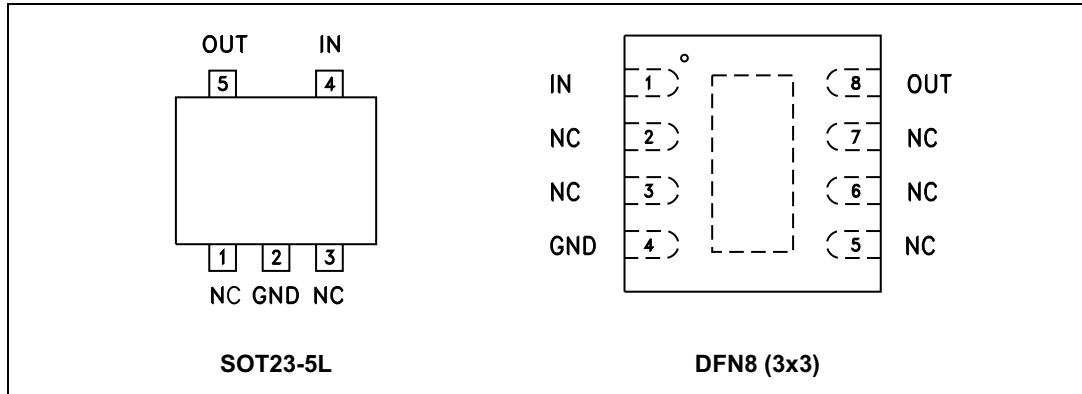 OUT IN
5 4
1 2 3
NC GND NC
SOT23-5L
IN 1 8 OUT
NC 2 7 NC
NC 3 6 NC
GND 4 5 NC
DFN8 (3x3)